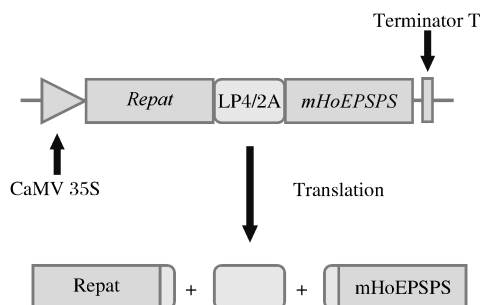 Terminator T
Repat LP4/2A mHoEPSPS
CaMV 35S
Translation
Repat + + mHoEPSPS